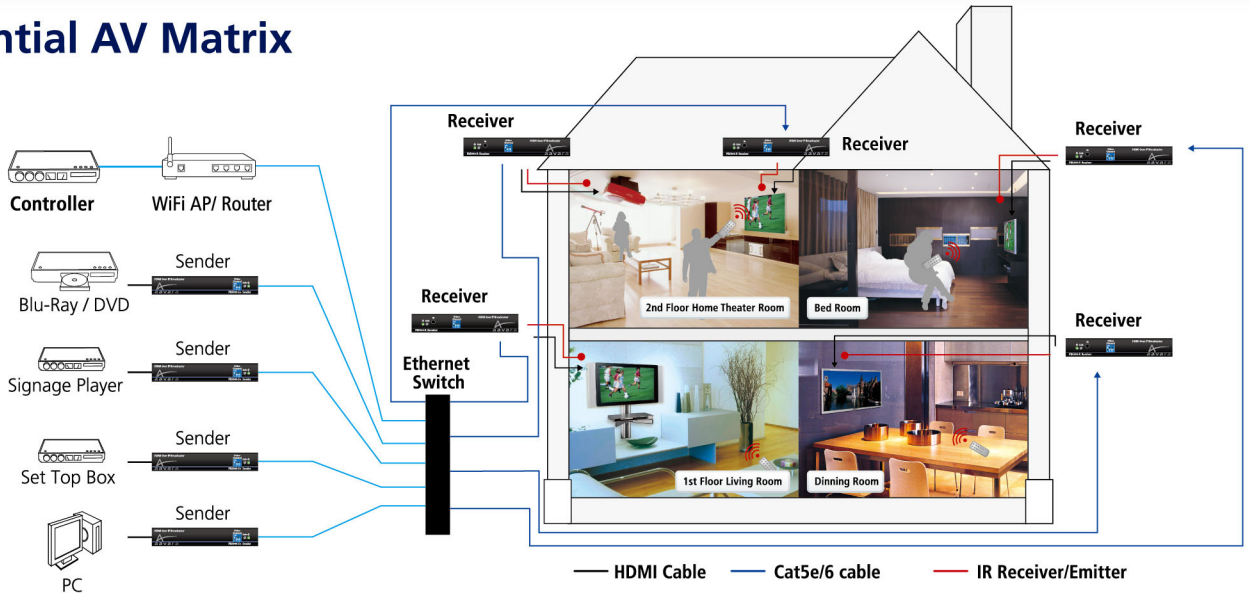 ntial AV Matrix
Receiver
Receiver
Receiver
Controller
WiFi AP/ Router
Sender
Blu-Ray / DVD
2nd Floor Home Theater Room
Bed Room
Receiver
Receiver
Sender
Signage Player
Ethernet
Switch
Sender
Set Top Box
1st Floor Living Room
Dinning Room
Sender
PC
HDMI Cable
Cat5e/6 cable
IR Receiver/Emitter